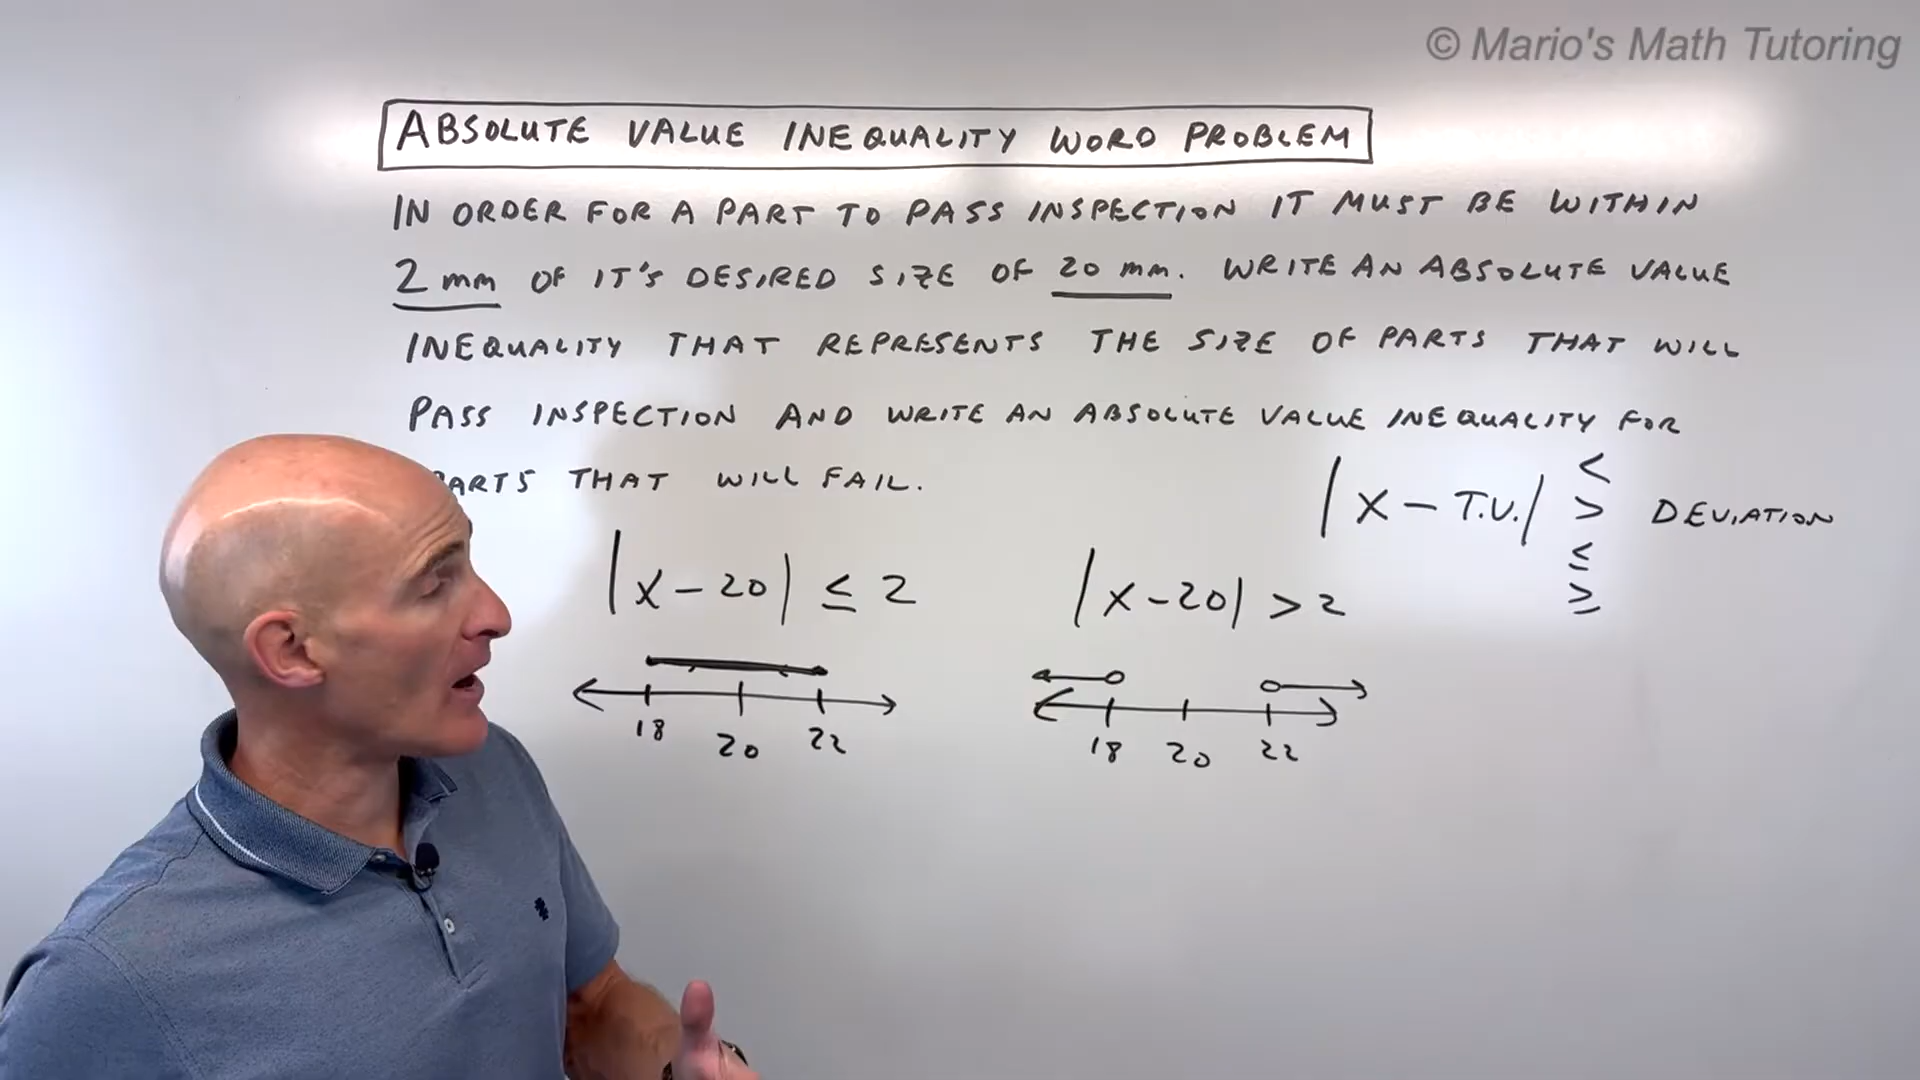 © Mario's Math Tutoring
ABSOLUTE VALUE INEQUALITY WORD PROBLEM
IN ORDER FOR A PART TO PASS INSPECTION IT MUST BE WITHIN
2 mm OF IT'S DESIRED SIZE OF 20 mm. WRITE AN ABSOLUTE VALUE
INEQUALITY THAT REPRESENTS THE SIZE OF PARTS THAT WILL
PASS INSPECTION AND WRITE AN ABSOLUTE VALUE INEQUALITY FOR
PARTS THAT WILL FAIL.
|X - T.V.| < > ≤ ≥ DEVIATION
|x - 20| ≤ 2
|x - 20| > 2
18 20 22
18 20 22